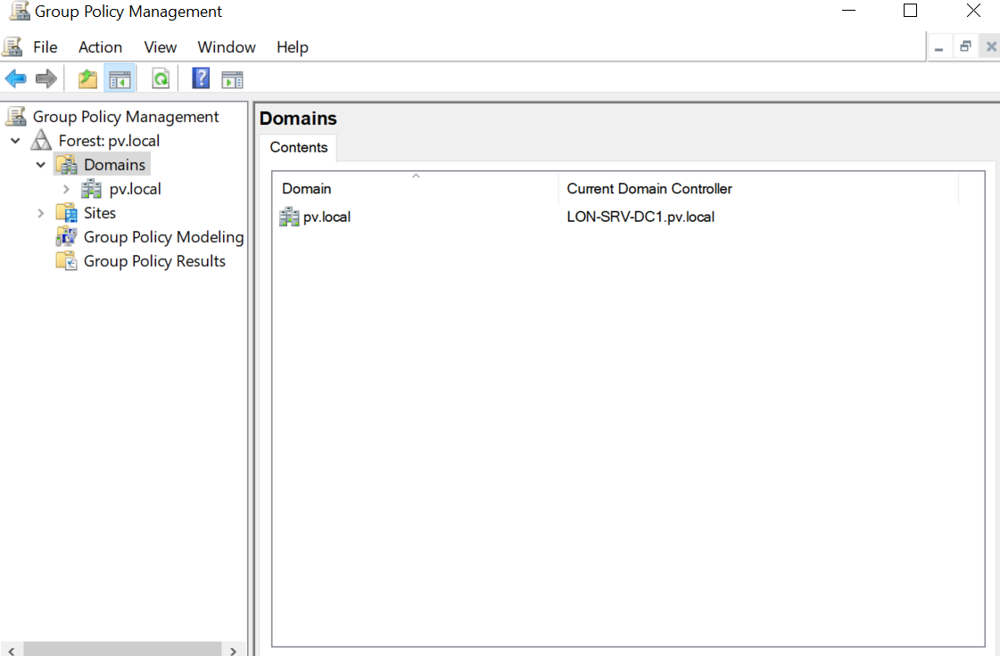 Group Policy Management
File Action View Window Help
Group Policy Management
Forest: pv.local
Domains
pv.local
Sites
Group Policy Modeling
Group Policy Results
Domains
Contents
Domain Current Domain Controller
pv.local LON-SRV-DC1.pv.local